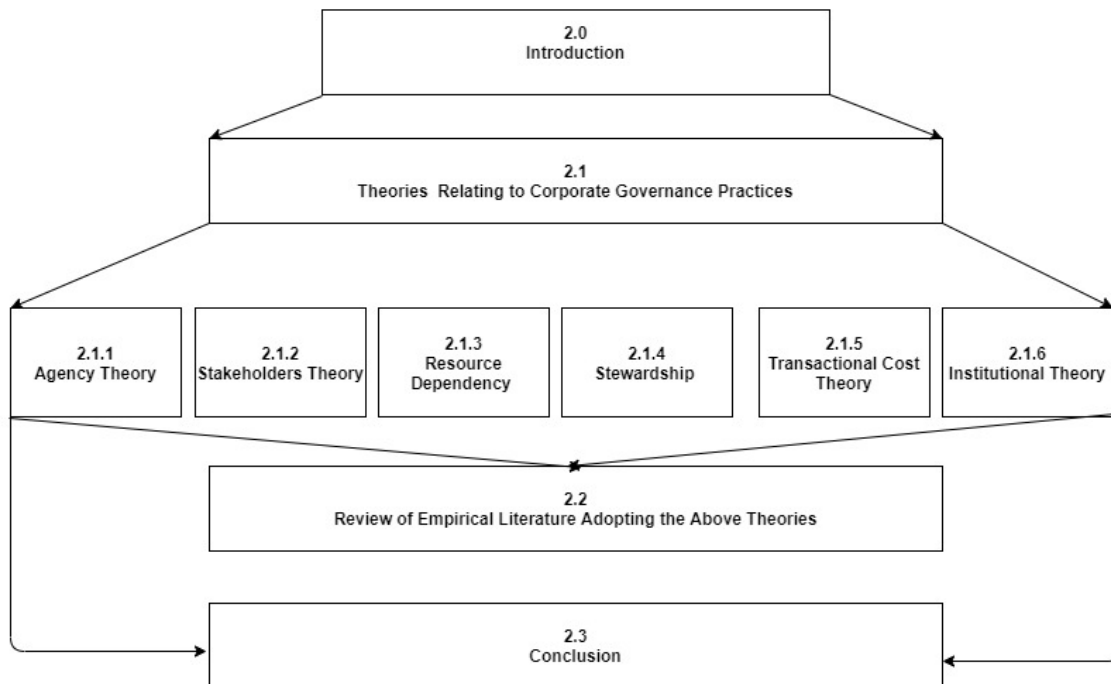 2.0
Introduction
2.1
Theories Relating to Corporate Governance Practices
2.1.1
Agency Theory
2.1.2
Stakeholders Theory
2.1.3
Resource
Dependency
2.1.4
Stewardship
2.1.5
Transactional Cost
Theory
2.1.6
Institutional Theory
2.2
Review of Empirical Literature Adopting the Above Theories
2.3
Conclusion